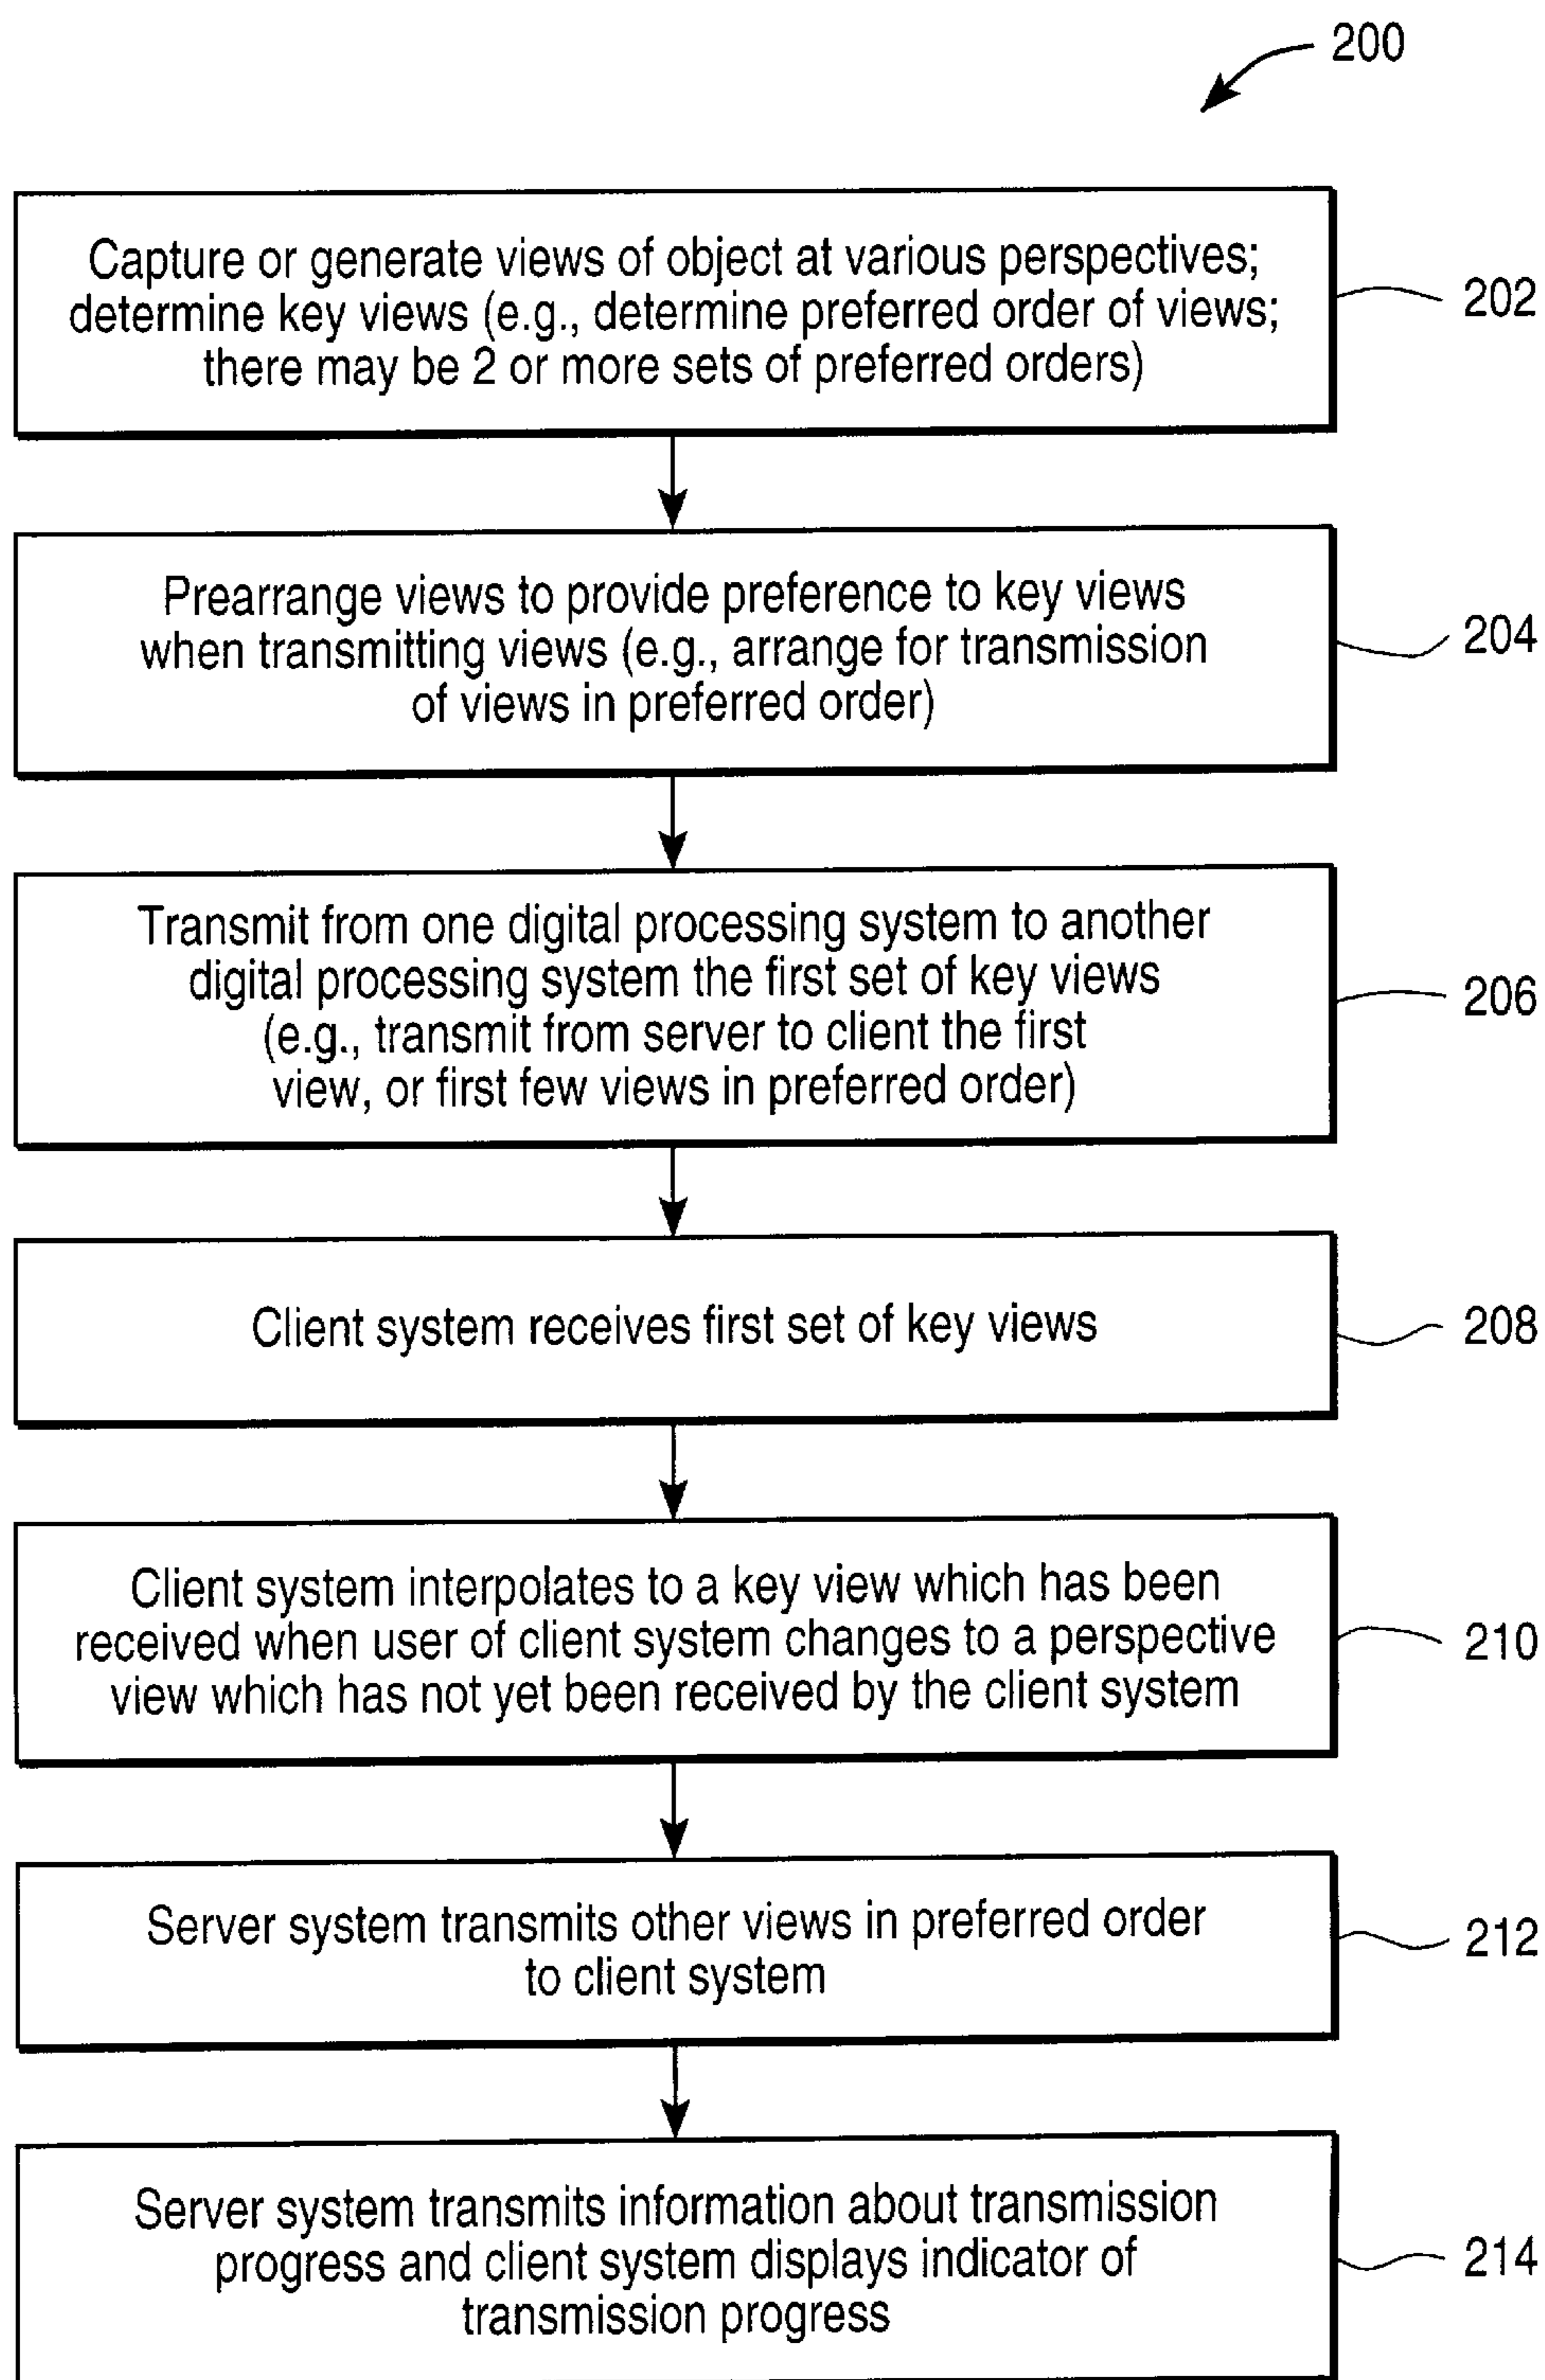 200
Capture or generate views of object at various perspectives;
determine key views (e.g., determine preferred order of views;
there may be 2 or more sets of preferred orders)
202
Prearrange views to provide preference to key views
when transmitting views (e.g., arrange for transmission
of views in preferred order)
204
Transmit from one digital processing system to another
digital processing system the first set of key views
(e.g., transmit from server to client the first
view, or first few views in preferred order)
206
Client system receives first set of key views
208
Client system interpolates to a key view which has been
received when user of client system changes to a perspective
view which has not yet been received by the client system
210
Server system transmits other views in preferred order
to client system
212
Server system transmits information about transmission
progress and client system displays indicator of
transmission progress
214